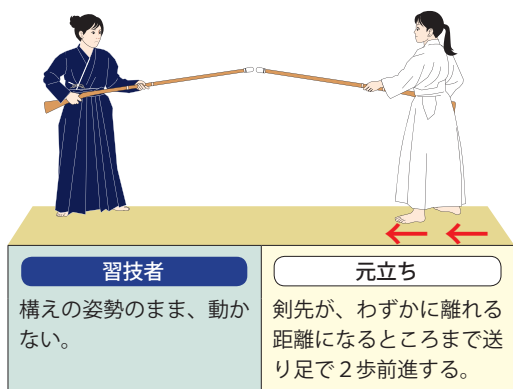 習技者
構えの姿勢のまま、動か
ない。
元立ち
剣先が、わずかに離れる
距離になるところまで送
り足で２歩前進する。